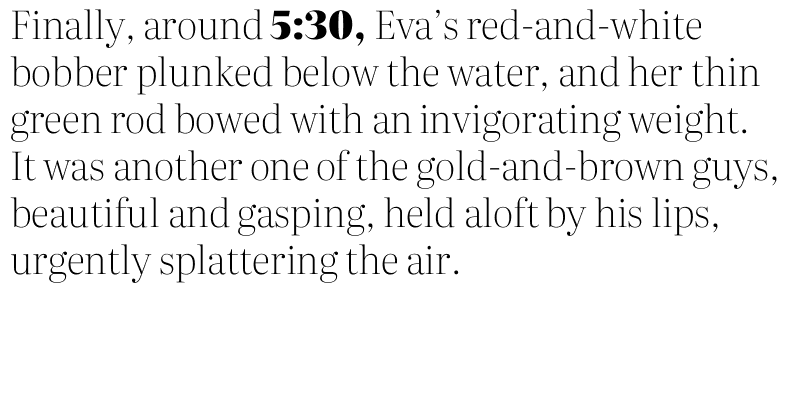 Finally, around 5:30, Eva’s red-and-white
bobber plunked below the water, and her thin
green rod bowed with an invigorating weight.
It was another one of the gold-and-brown guys,
beautiful and gasping, held aloft by his lips,
urgently splattering the air.